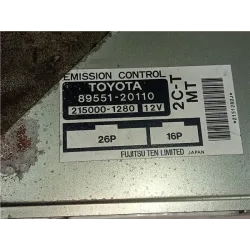 EMISSION CONTROL
TOYOTA
89551-20110
215000-1280 12V
2C-T
MT
26P
16P
FUJITSU TEN LIMITED JAPAN